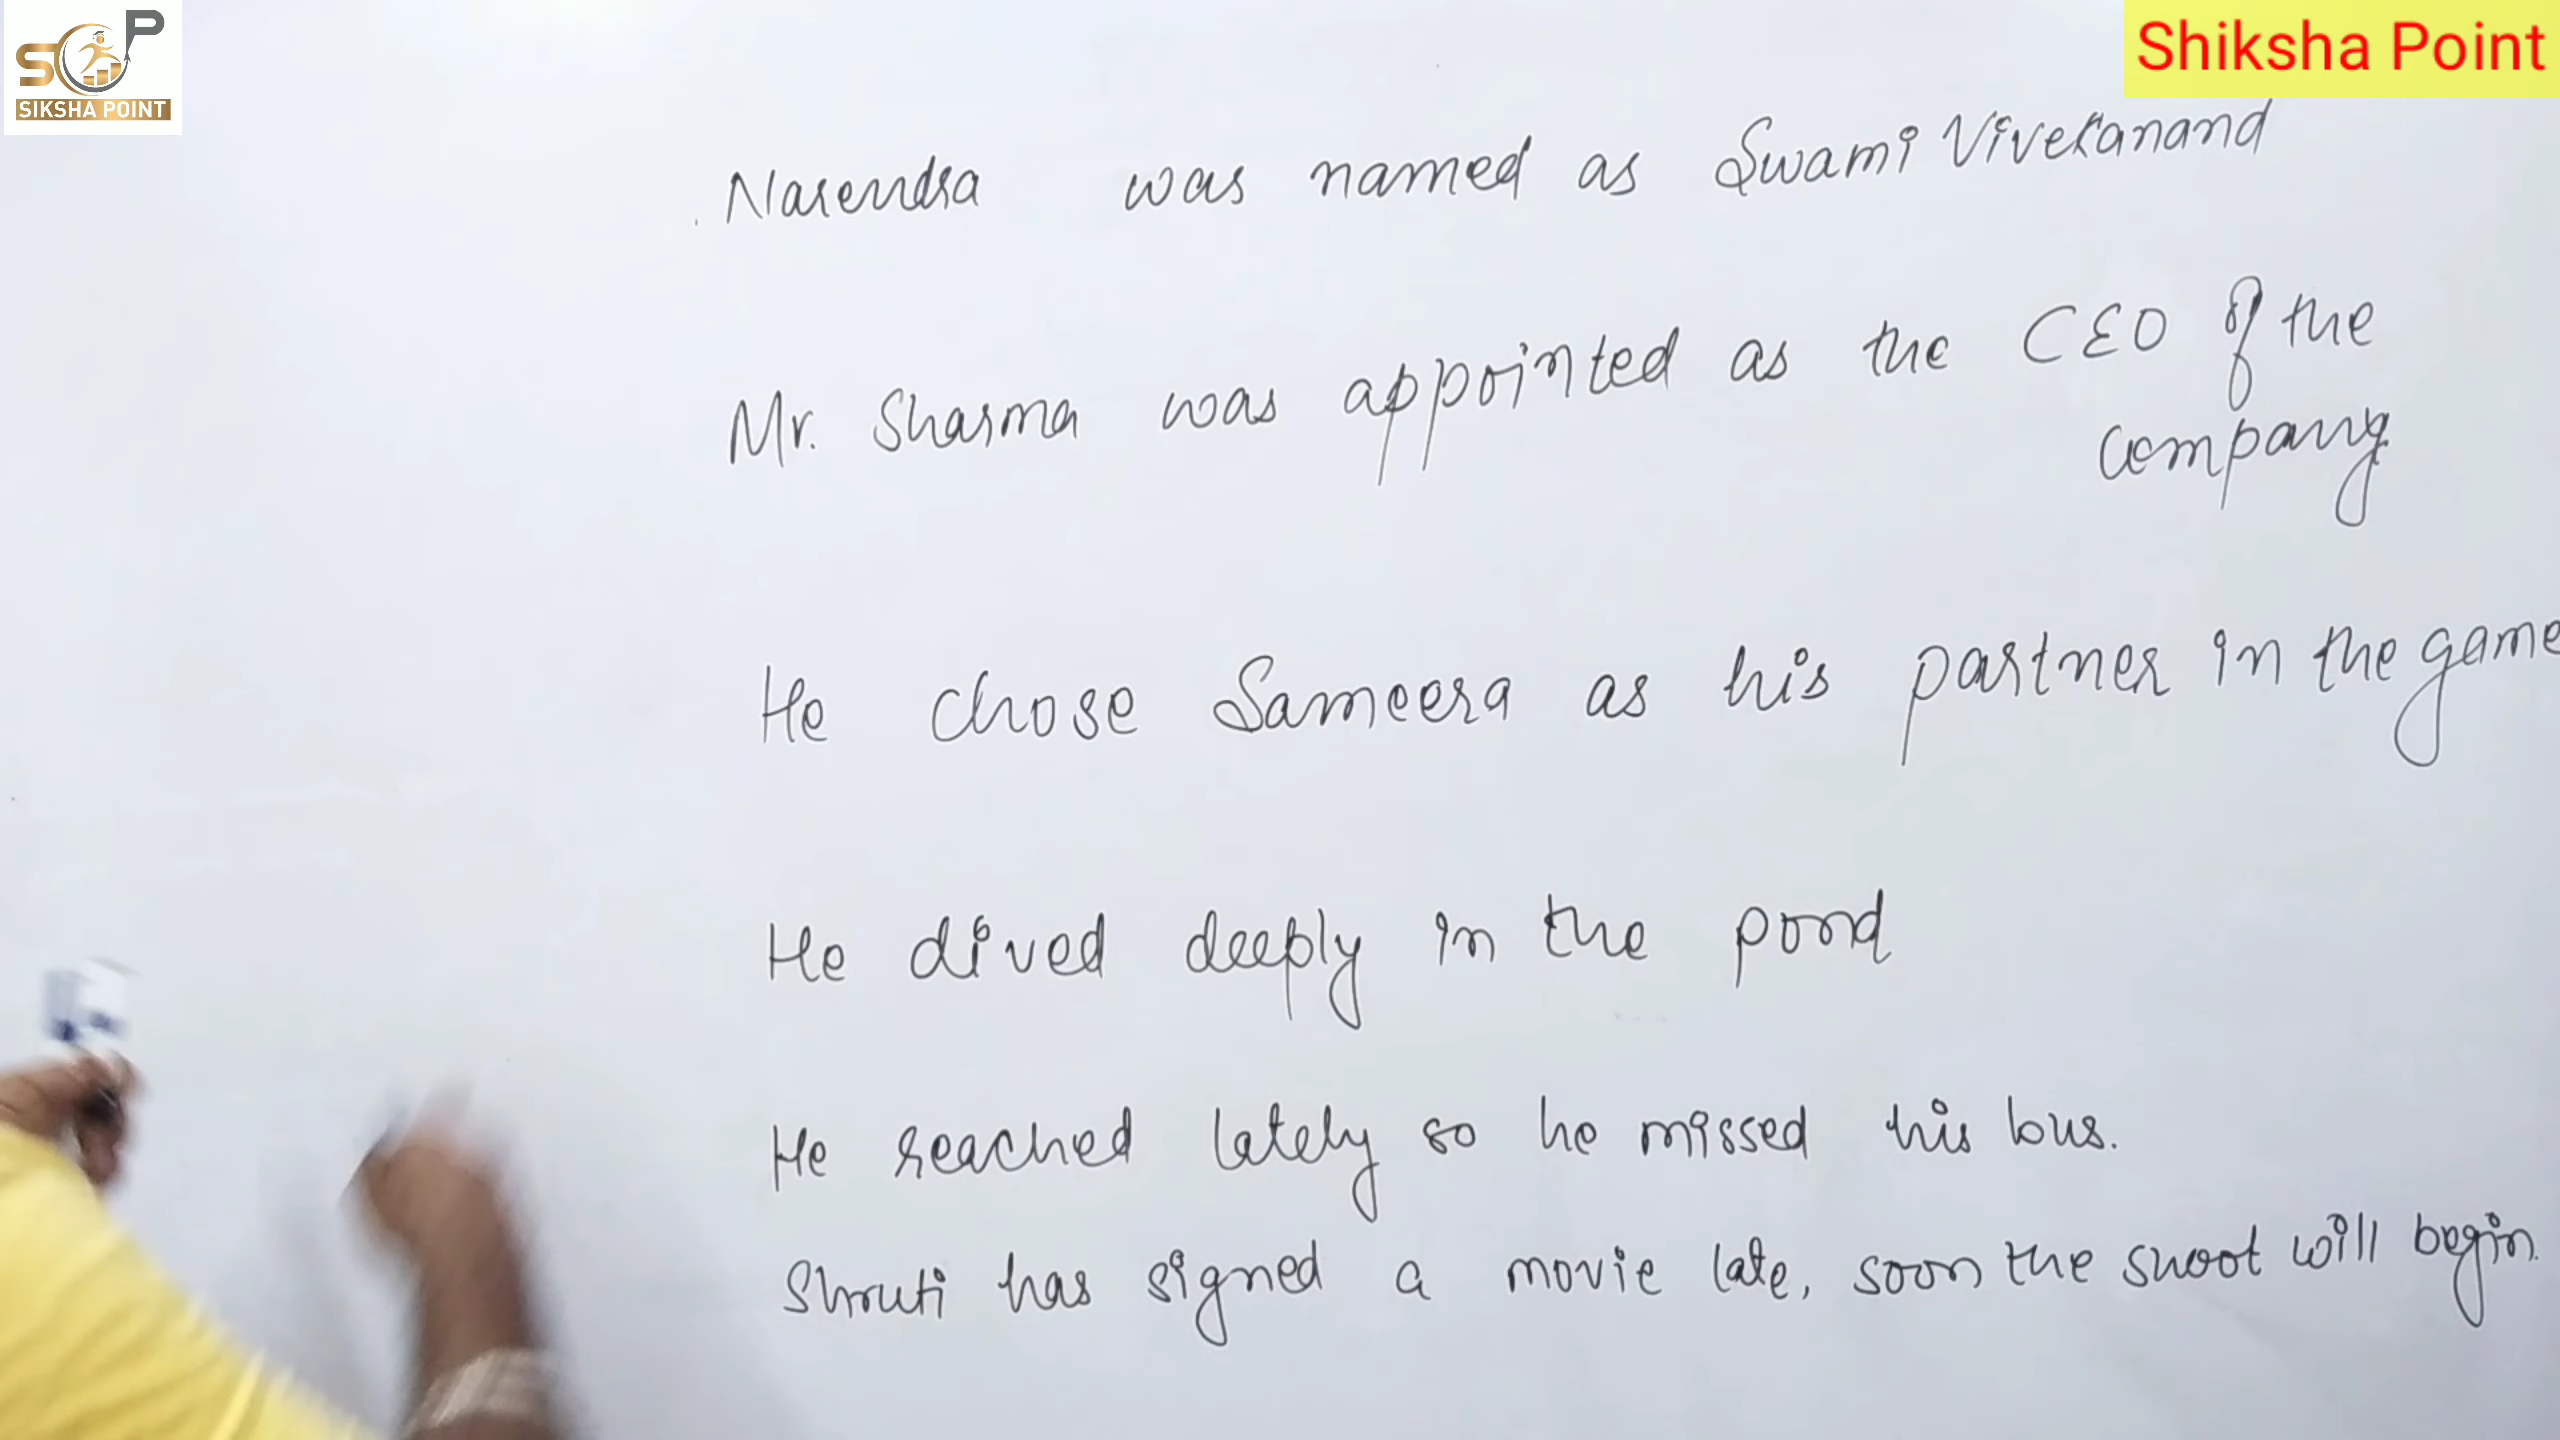 SOP
SIKSHA POINT
Shiksha Point
Narendra was named as Swami Vivekanand
Mr. Sharma was appointed as the CEO of the
company
He chose Sameera as his partner in the game
He dived deeply in the pond
He reached lately so he missed his bus.
Shruti has signed a movie late, soon the shoot will begin.